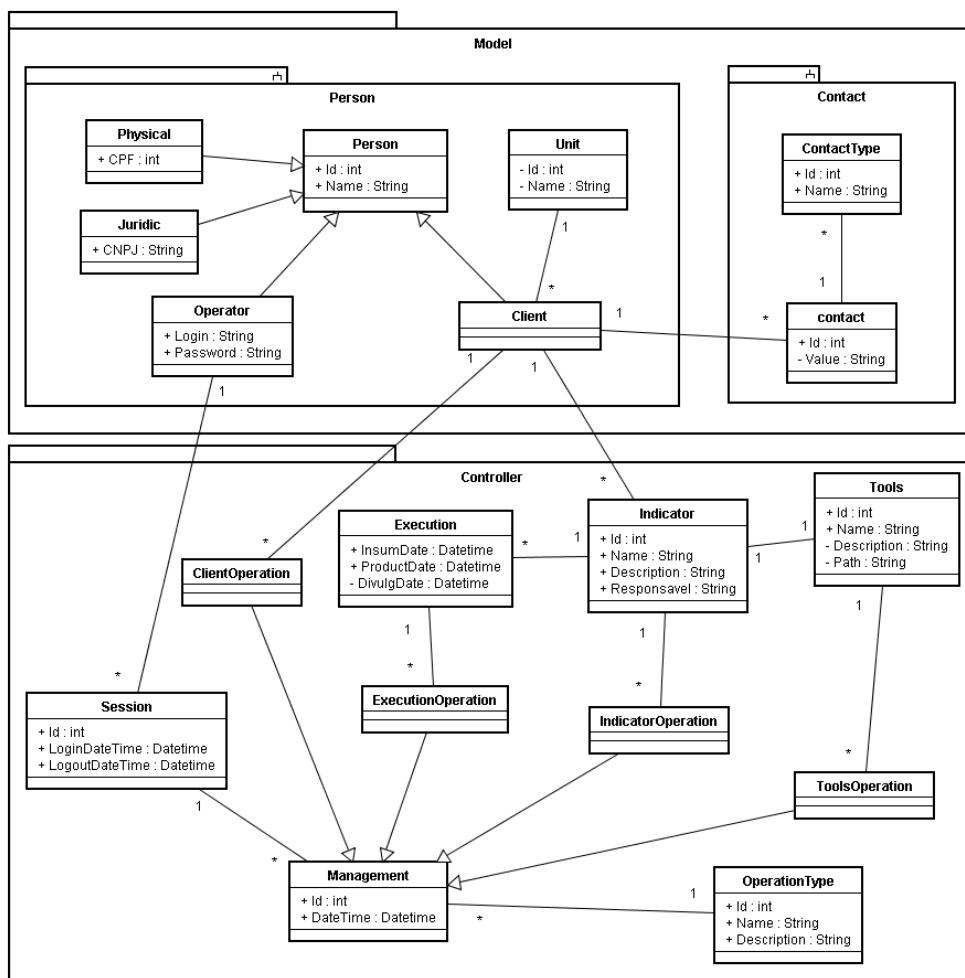 Model
Person
Contact
Physical
+ CPF : int
Person
+ Id : int
+ Name : String
Unit
- Id : int
- Name : String
ContactType
+ Id : int
+ Name : String
Juridic
+ CNPJ : String
1
*
*
1
Operator
+ Login : String
+ Password : String
Client
1
*
contact
+ Id : int
- Value : String
1
1
1
Controller
*
*
Execution
+ InsumDate : Datetime
+ ProductDate : Datetime
- DivulgDate : Datetime
*
1
Indicator
+ Id : int
+ Name : String
+ Description : String
+ Responsavel : String
1
1
Tools
+ Id : int
+ Name : String
- Description : String
- Path : String
ClientOperation
1
*
1
*
1
*
*
ExecutionOperation
IndicatorOperation
Session
+ Id : int
+ LoginDateTime : Datetime
+ LogoutDateTime : Datetime
ToolsOperation
1
*
Management
+ Id : int
+ DateTime : Datetime
*
1
OperationType
+ Id : int
+ Name : String
+ Description : String